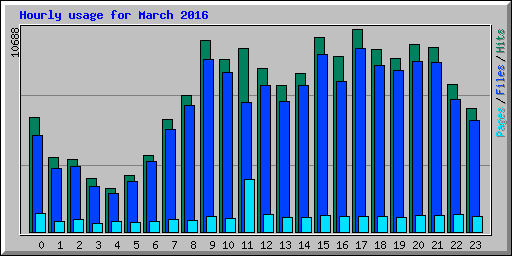 Hourly usage for March 2016
10688
Pages/Files/Hits
0 1 2 3 4 5 6 7 8 9 10 11 12 13 14 15 16 17 18 19 20 21 22 23